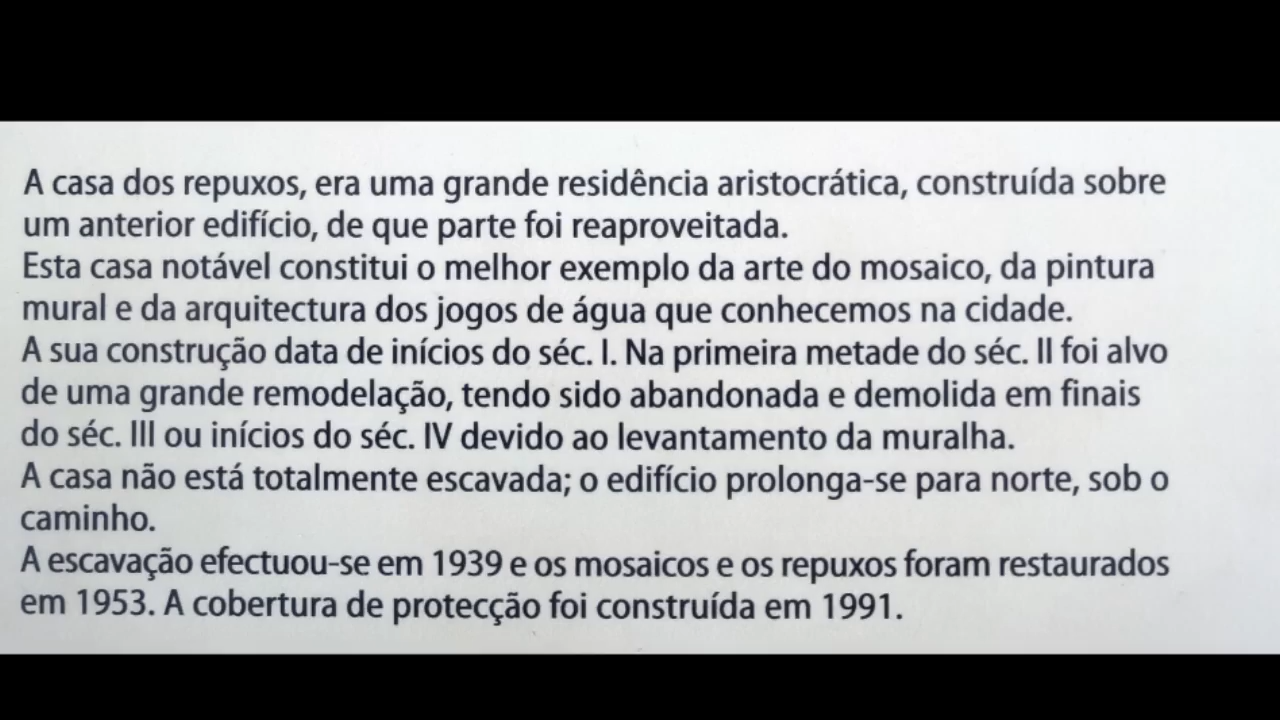 A casa dos repuxos, era uma grande residência aristocrática, construída sobre
um anterior edifício, de que parte foi reaproveitada.
Esta casa notável constitui o melhor exemplo da arte do mosaico, da pintura
mural e da arquitectura dos jogos de água que conhecemos na cidade.
A sua construção data de inícios do séc. I. Na primeira metade do séc. II foi alvo
de uma grande remodelação, tendo sido abandonada e demolida em finais
do séc. III ou inícios do séc. IV devido ao levantamento da muralha.
A casa não está totalmente escavada; o edifício prolonga-se para norte, sob o
caminho.
A escavação efectuou-se em 1939 e os mosaicos e os repuxos foram restaurados
em 1953. A cobertura de protecção foi construída em 1991.